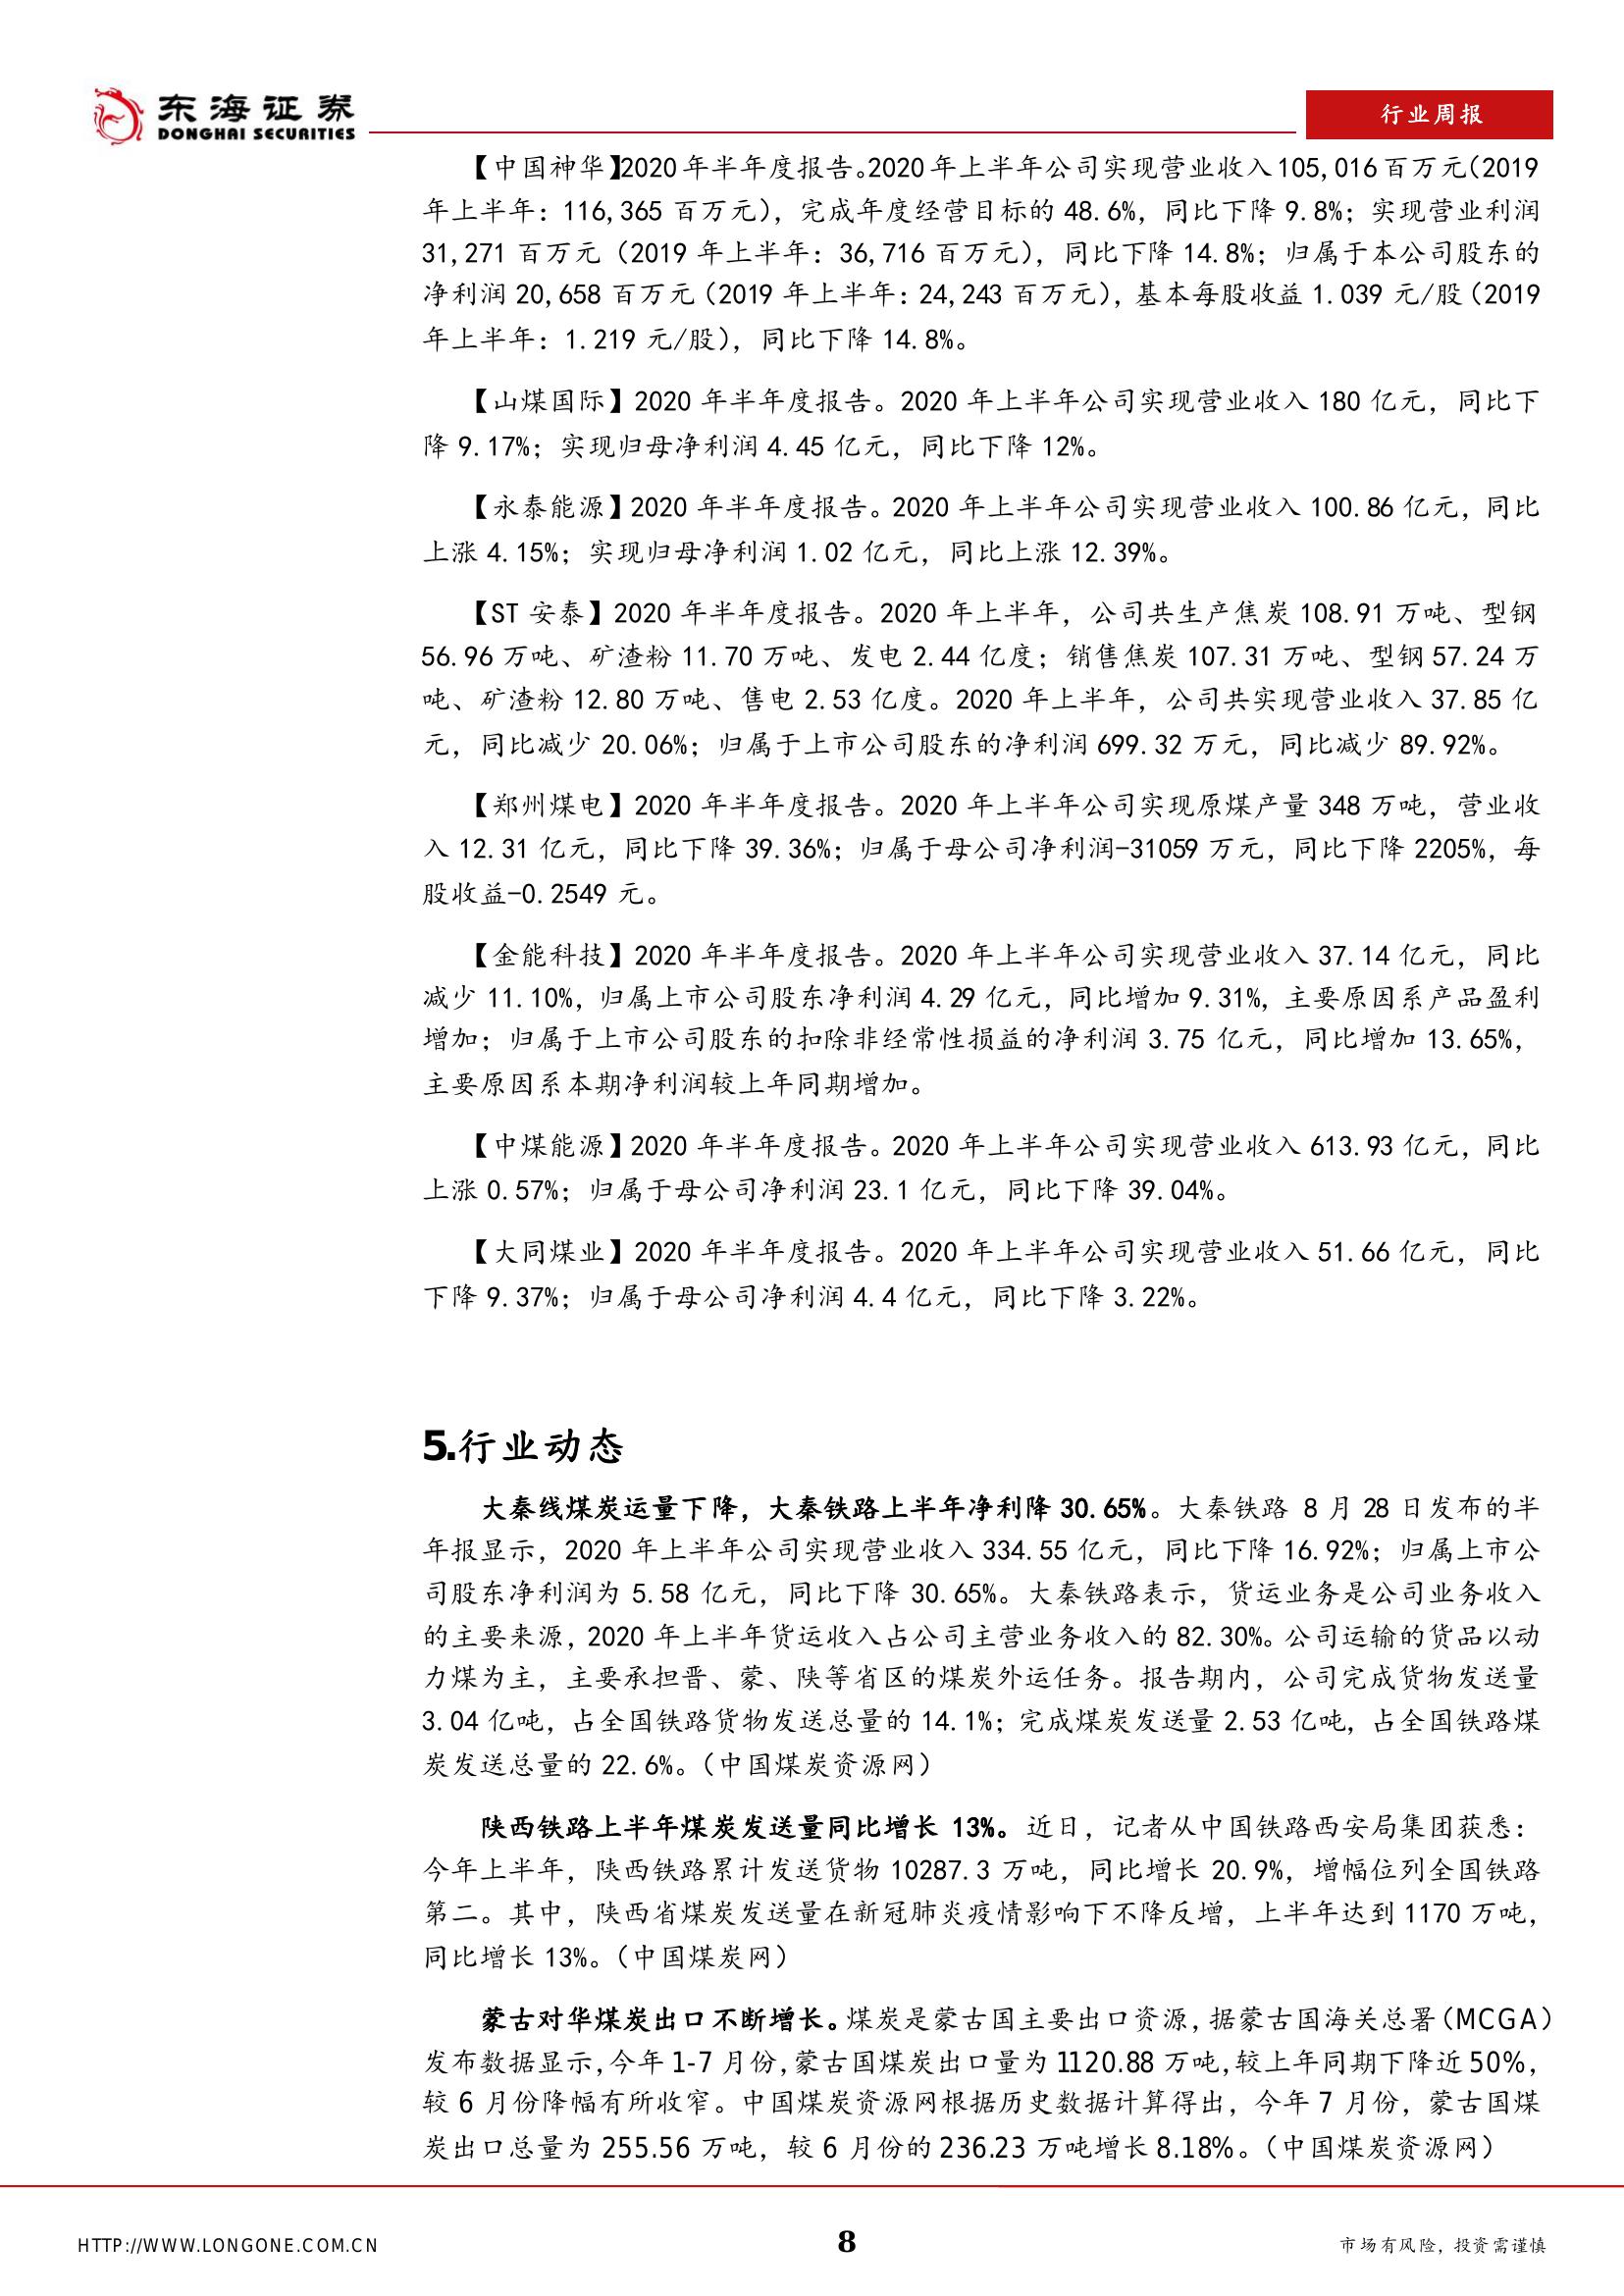 东海证券
DONGHAI SECURITIES
行业周报
【中国神华】2020年半年度报告。2020年上半年公司实现营业收入105,016百万元(2019
年上半年：116,365 百万元)，完成年度经营目标的 48.6%，同比下降 9.8%；实现营业利润
31,271 百万元（2019 年上半年：36,716 百万元)，同比下降 14.8%；归属于本公司股东的
净利润 20,658 百万元（2019 年上半年：24,243 百万元)，基本每股收益 1.039 元/股（2019
年上半年：1.219 元/股)，同比下降 14.8%。
【山煤国际】2020 年半年度报告。2020 年上半年公司实现营业收入 180 亿元，同比下
降 9.17%；实现归母净利润 4.45 亿元，同比下降 12%。
【永泰能源】2020 年半年度报告。2020 年上半年公司实现营业收入 100.86 亿元，同比
上涨 4.15%；实现归母净利润 1.02 亿元，同比上涨 12.39%。
【ST 安泰】2020 年半年度报告。2020 年上半年，公司共生产焦炭 108.91 万吨、型钢
56.96 万吨、矿渣粉 11.70 万吨、发电 2.44 亿度；销售焦炭 107.31 万吨、型钢 57.24 万
吨、矿渣粉 12.80 万吨、售电 2.53 亿度。2020 年上半年，公司共实现营业收入 37.85 亿
元，同比减少 20.06%；归属于上市公司股东的净利润 699.32 万元，同比减少 89.92%。
【郑州煤电】2020 年半年度报告。2020 年上半年公司实现原煤产量 348 万吨，营业收
入 12.31 亿元，同比下降 39.36%；归属于母公司净利润-31059 万元，同比下降 2205%，每
股收益-0.2549 元。
【金能科技】2020 年半年度报告。2020 年上半年公司实现营业收入 37.14 亿元，同比
减少 11.10%，归属上市公司股东净利润 4.29 亿元，同比增加 9.31%，主要原因系产品盈利
增加；归属于上市公司股东的扣除非经常性损益的净利润 3.75 亿元，同比增加 13.65%，
主要原因系本期净利润较上年同期增加。
【中煤能源】2020 年半年度报告。2020 年上半年公司实现营业收入 613.93 亿元，同比
上涨 0.57%；归属于母公司净利润 23.1 亿元，同比下降 39.04%。
【大同煤业】2020 年半年度报告。2020 年上半年公司实现营业收入 51.66 亿元，同比
下降 9.37%；归属于母公司净利润 4.4 亿元，同比下降 3.22%。
5.行业动态
大秦线煤炭运量下降，大秦铁路上半年净利降 30.65%。大秦铁路 8 月 28 日发布的半
年报显示，2020 年上半年公司实现营业收入 334.55 亿元，同比下降 16.92%；归属上市公
司股东净利润为 5.58 亿元，同比下降 30.65%。大秦铁路表示，货运业务是公司业务收入
的主要来源，2020 年上半年货运收入占公司主营业务收入的 82.30%。公司运输的货品以动
力煤为主，主要承担晋、蒙、陕等省区的煤炭外运任务。报告期内，公司完成货物发送量
3.04 亿吨，占全国铁路货物发送总量的 14.1%；完成煤炭发送量 2.53 亿吨，占全国铁路煤
炭发送总量的 22.6%。（中国煤炭资源网）
陕西铁路上半年煤炭发送量同比增长 13%。近日，记者从中国铁路西安局集团获悉：
今年上半年，陕西铁路累计发送货物 10287.3 万吨，同比增长 20.9%，增幅位列全国铁路
第二。其中，陕西省煤炭发送量在新冠肺炎疫情影响下不降反增，上半年达到 1170 万吨，
同比增长 13%。（中国煤炭网）
蒙古对华煤炭出口不断增长。煤炭是蒙古国主要出口资源，据蒙古国海关总署（MCGA）
发布数据显示，今年 1-7 月份，蒙古国煤炭出口量为 1120.88 万吨，较上年同期下降近 50%，
较 6 月份降幅有所收窄。中国煤炭资源网根据历史数据计算得出，今年 7 月份，蒙古国煤
炭出口总量为 255.56 万吨，较 6 月份的 236.23 万吨增长 8.18%。（中国煤炭资源网）
HTTP://WWW.LONGONE.COM.CN
8
市场有风险，投资需谨慎